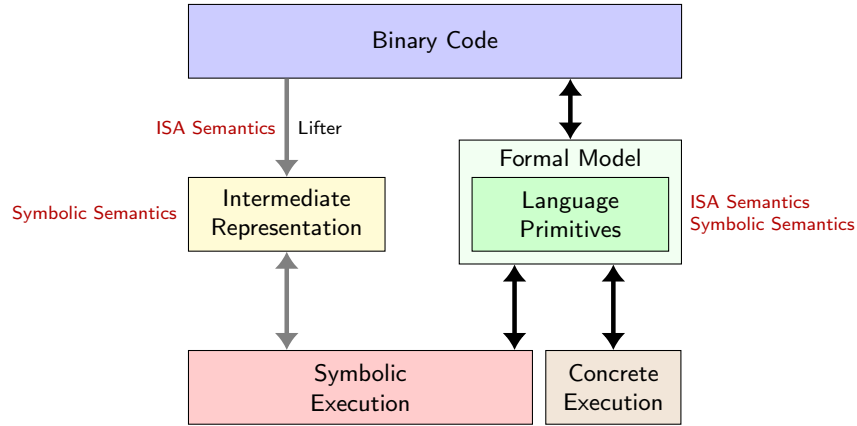 Binary Code
ISA Semantics
Lifter
Formal Model
Symbolic Semantics
Intermediate
Representation
Language
Primitives
ISA Semantics
Symbolic Semantics
Symbolic
Execution
Concrete
Execution